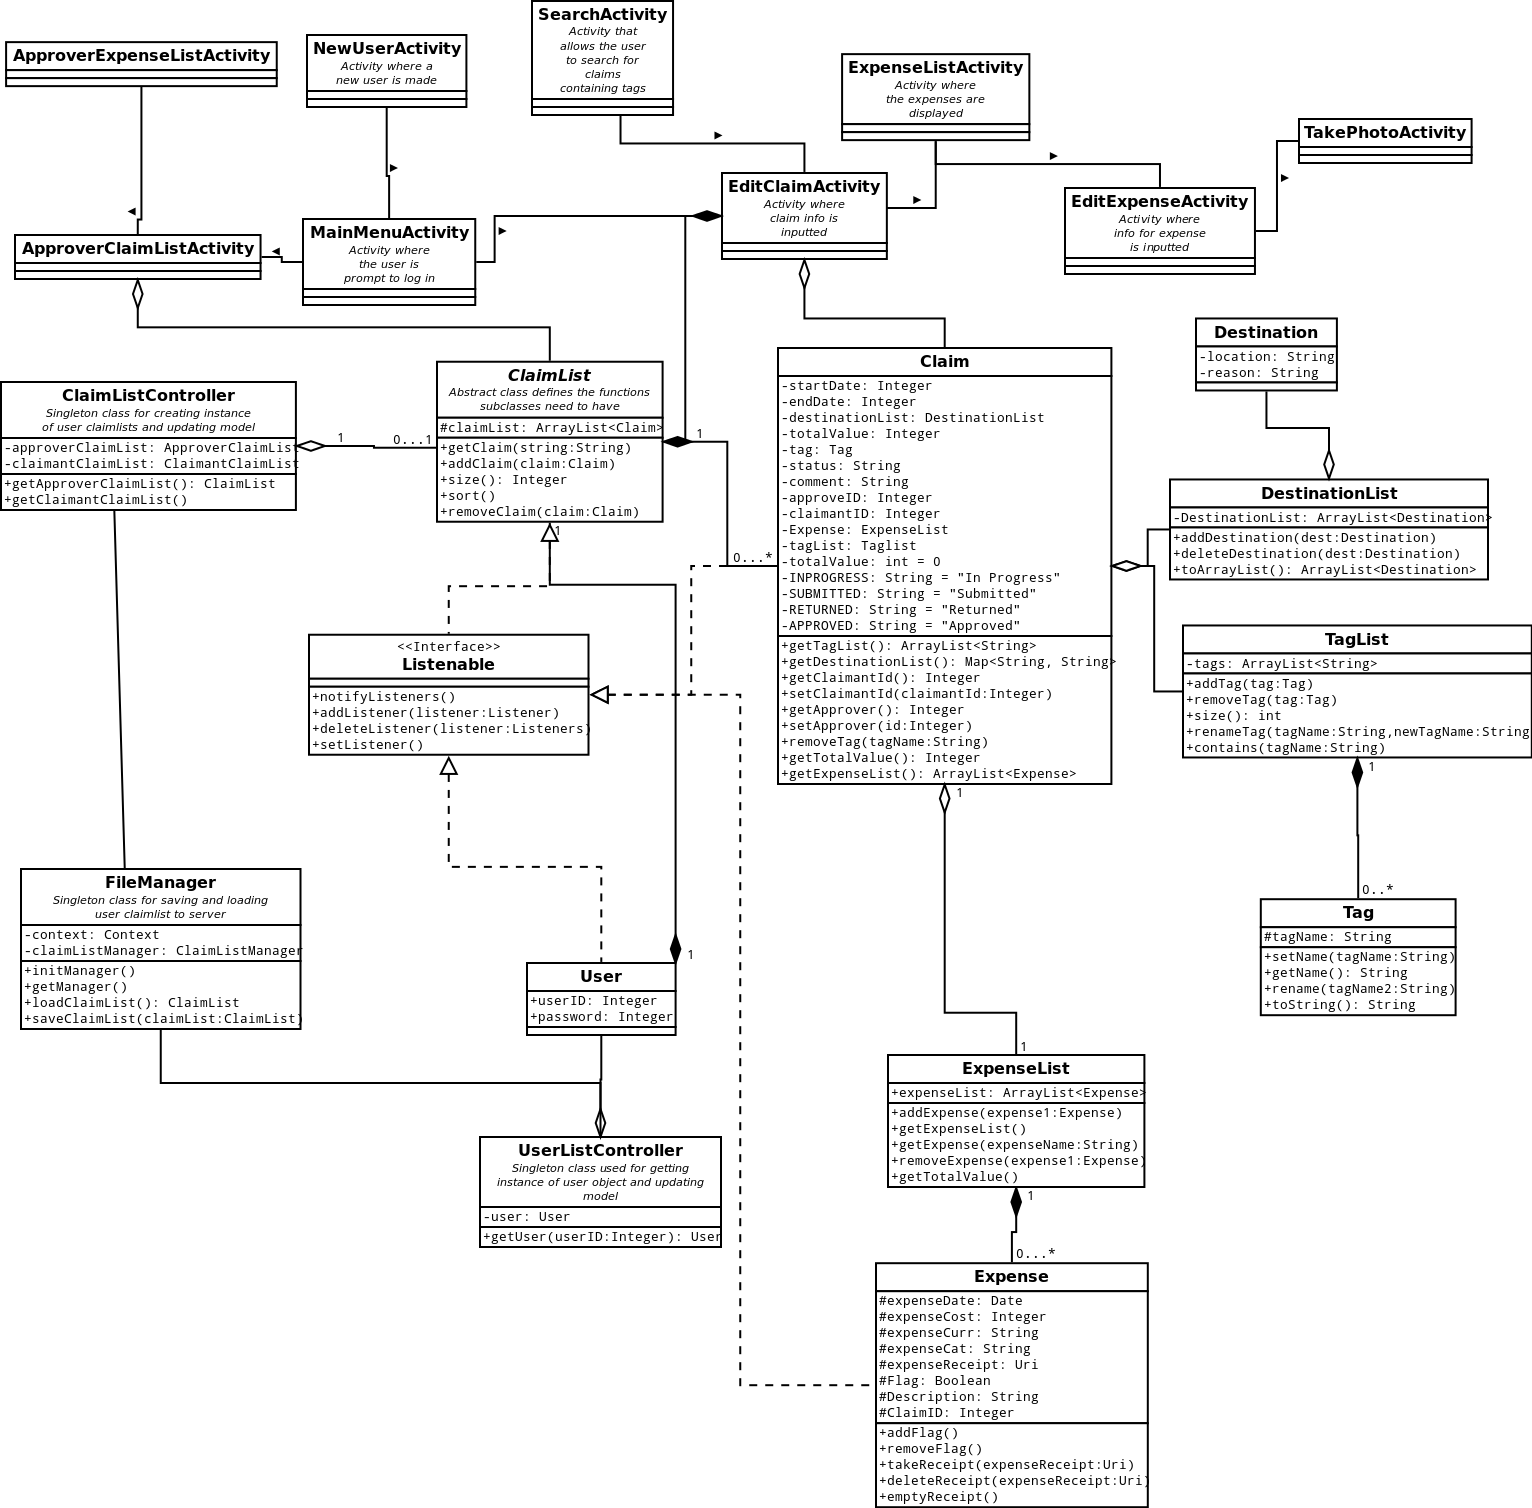 SearchActivity
Activity that
allows the user
to search for
claims
containing tags
ApproverExpenseListActivity
NewUserActivity
Activity where a
new user is made
ExpenseListActivity
Activity where
the expenses are
displayed
TakePhotoActivity
EditClaimActivity
Activity where
claim info is
inputted
EditExpenseActivity
Activity where
info for expense
is inputted
ApproverClaimListActivity
MainMenuActivity
Activity where
the user is
prompt to log in
Destination
-location: String
-reason: String
ClaimListController
Singleton class for creating instance
of user claimlists and updating model
-approverClaimList: ApproverClaimList
-claimantClaimList: ClaimantClaimList
+getApproverClaimList(): ClaimList
+getClaimantClaimList()
1
0...1
ClaimList
Abstract class defines the functions
subclasses need to have
#claimList: ArrayList<Claim>
+getClaim(string:String)
+addClaim(claim:Claim)
+size(): Integer
+sort()
+removeClaim(claim:Claim)
1
1
0...*
Claim
-startDate: Integer
-endDate: Integer
-destinationList: DestinationList
-totalValue: Integer
-tag: Tag
-status: String
-comment: String
-approveID: Integer
-claimantID: Integer
-Expense: ExpenseList
-tagList: Taglist
-totalValue: int = 0
-INPROGRESS: String = "In Progress"
-SUBMITTED: String = "Submitted"
-RETURNED: String = "Returned"
-APPROVED: String = "Approved"
+getTagList(): ArrayList<String>
+getDestinationList(): Map<String, String>
+getClaimantId(): Integer
+setClaimantId(claimantId:Integer)
+getApprover(): Integer
+setApprover(id:Integer)
+removeTag(tagName:String)
+getTotalValue(): Integer
+getExpenseList(): ArrayList<Expense>
1
DestinationList
-DestinationList: ArrayList<Destination>
+addDestination(dest:Destination)
+deleteDestination(dest:Destination)
+toArrayList(): ArrayList<Destination>
TagList
-tags: ArrayList<String>
+addTag(tag:Tag)
+removeTag(tag:Tag)
+size(): int
+renameTag(tagName:String,newTagName:String
+contains(tagName:String)
1
0..*
<<Interface>>
Listenable
+notifyListeners()
+addListener(listener:Listener)
+deleteListener(listener:Listeners)
+setListener()
FileManager
Singleton class for saving and loading
user claimlist to server
-context: Context
-claimListManager: ClaimListManager
+initManager()
+getManager()
+loadClaimList(): ClaimList
+saveClaimList(claimList:ClaimList)
1
User
+userID: Integer
+password: Integer
Tag
#tagName: String
+setName(tagName:String)
+getName(): String
+rename(tagName2:String)
+toString(): String
1
ExpenseList
+expenseList: ArrayList<Expense>
+addExpense(expense1:Expense)
+getExpenseList()
+getExpense(expenseName:String)
+removeExpense(expense1:Expense)
+getTotalValue()
1
0...*
UserListController
Singleton class used for getting
instance of user object and updating
model
-user: User
+getUser(userID:Integer): User
Expense
#expenseDate: Date
#expenseCost: Integer
#expenseCurr: String
#expenseCat: String
#expenseReceipt: Uri
#Flag: Boolean
#Description: String
#ClaimID: Integer
+addFlag()
+removeFlag()
+takeReceipt(expenseReceipt:Uri)
+deleteReceipt(expenseReceipt:Uri)
+emptyReceipt()